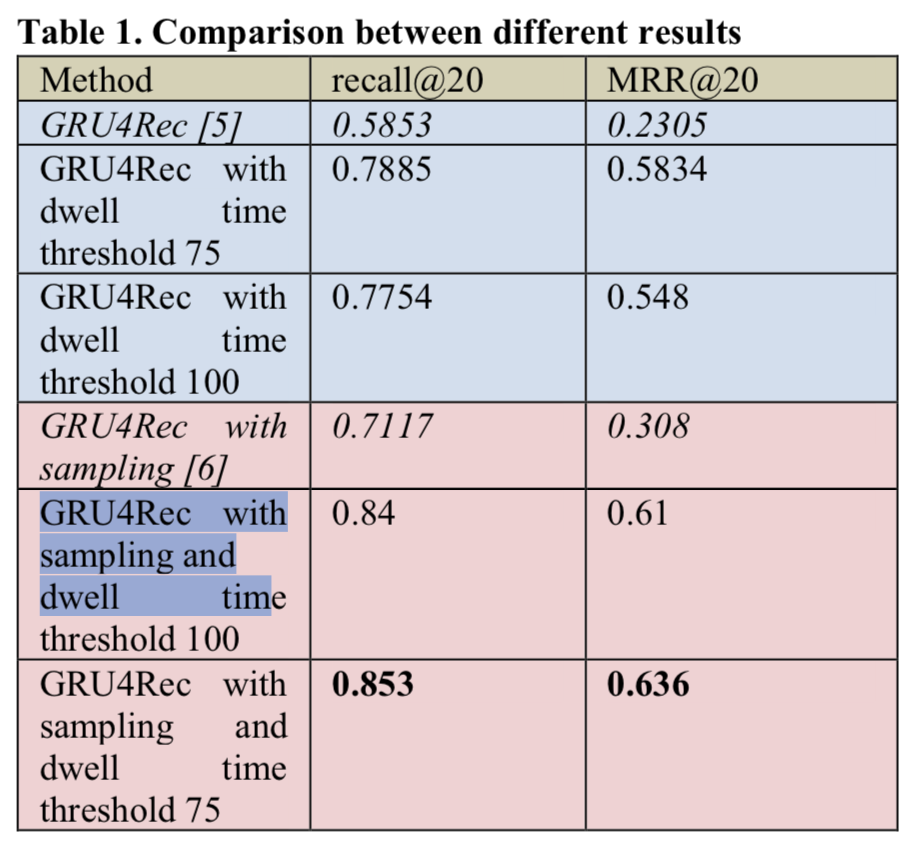 Table 1. Comparison between different results
Method recall@20 MRR@20
GRU4Rec [5] 0.5853 0.2305
GRU4Rec with 0.7885 0.5834
dwell time
threshold 75
GRU4Rec with 0.7754 0.548
dwell time
threshold 100
GRU4Rec with 0.7117 0.308
sampling [6]
GRU4Rec with 0.84 0.61
sampling and
dwell time
threshold 100
GRU4Rec with 0.853 0.636
sampling and
dwell time
threshold 75